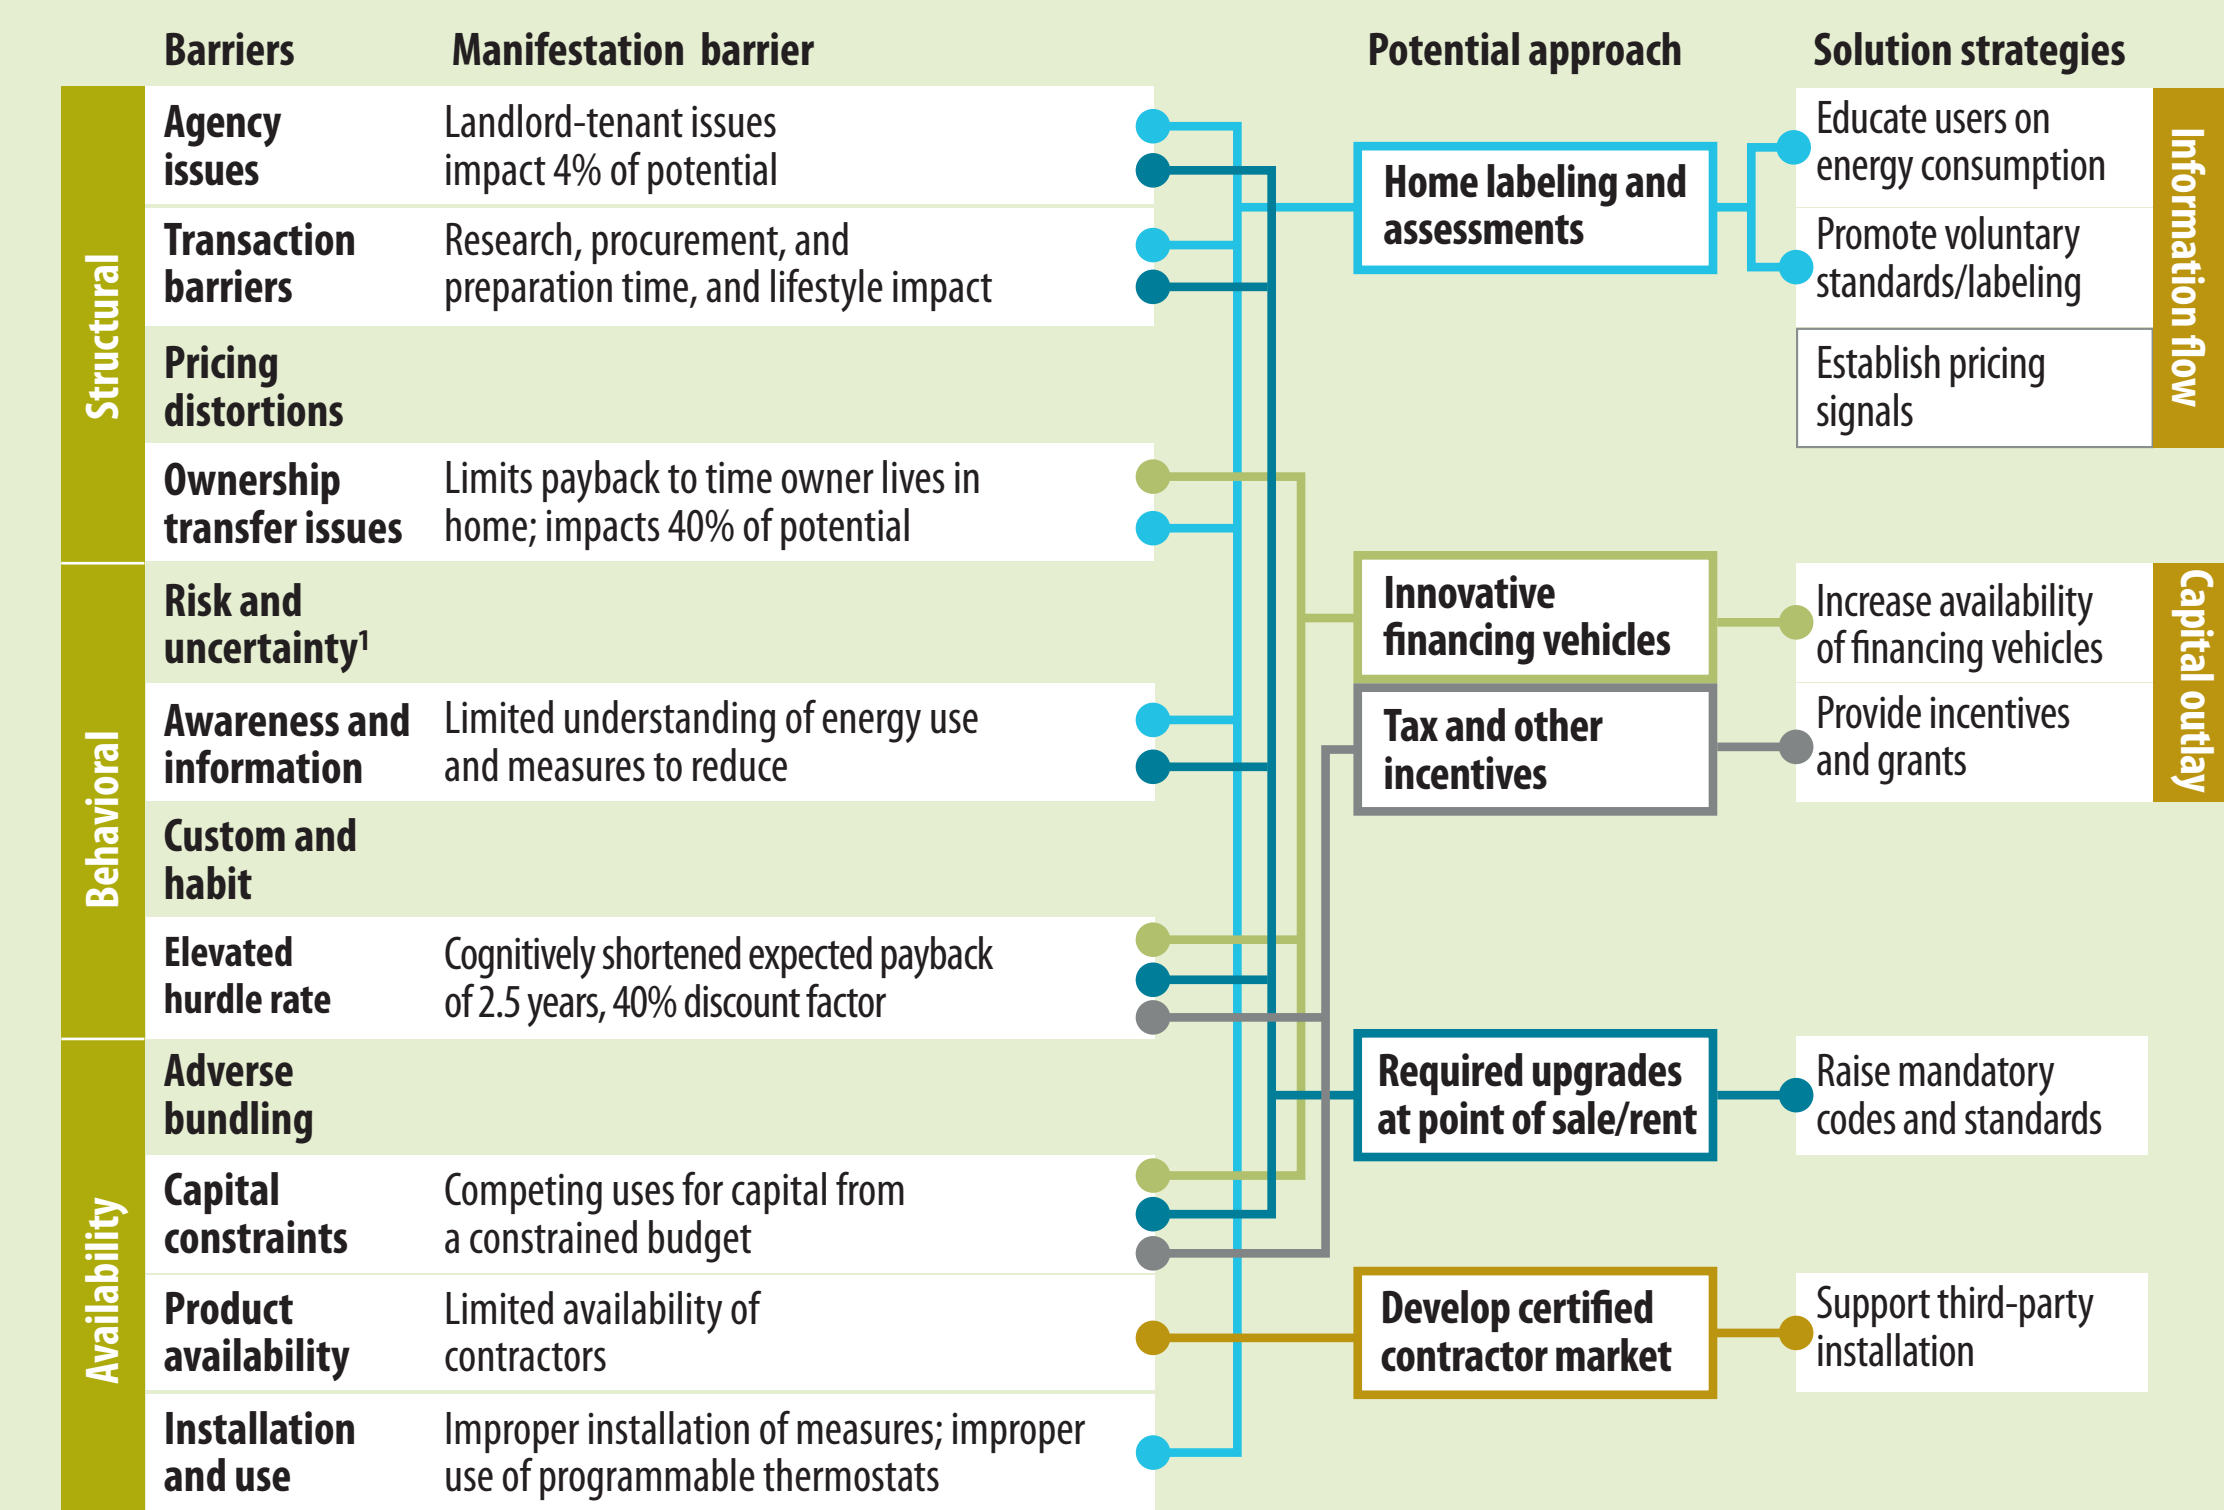 Barriers
Manifestation barrier
Potential approach
Solution strategies
Structural
Agency
issues
Landlord-tenant issues
impact 4% of potential
Transaction
barriers
Research, procurement, and
preparation time, and lifestyle impact
Pricing
distortions
Ownership
transfer issues
Limits payback to time owner lives in
home; impacts 40% of potential
Behavioral
Risk and
uncertainty¹
Awareness and
information
Limited understanding of energy use
and measures to reduce
Custom and
habit
Elevated
hurdle rate
Cognitively shortened expected payback
of 2.5 years, 40% discount factor
Availability
Adverse
bundling
Capital
constraints
Competing uses for capital from
a constrained budget
Product
availability
Limited availability of
contractors
Installation
and use
Improper installation of measures; improper
use of programmable thermostats
Home labeling and
assessments
Innovative
financing vehicles
Tax and other
incentives
Required upgrades
at point of sale/rent
Develop certified
contractor market
Educate users on
energy consumption
Promote voluntary
standards/labeling
Establish pricing
signals
Information flow
Increase availability
of financing vehicles
Provide incentives
and grants
Capital outlay
Raise mandatory
codes and standards
Support third-party
installation